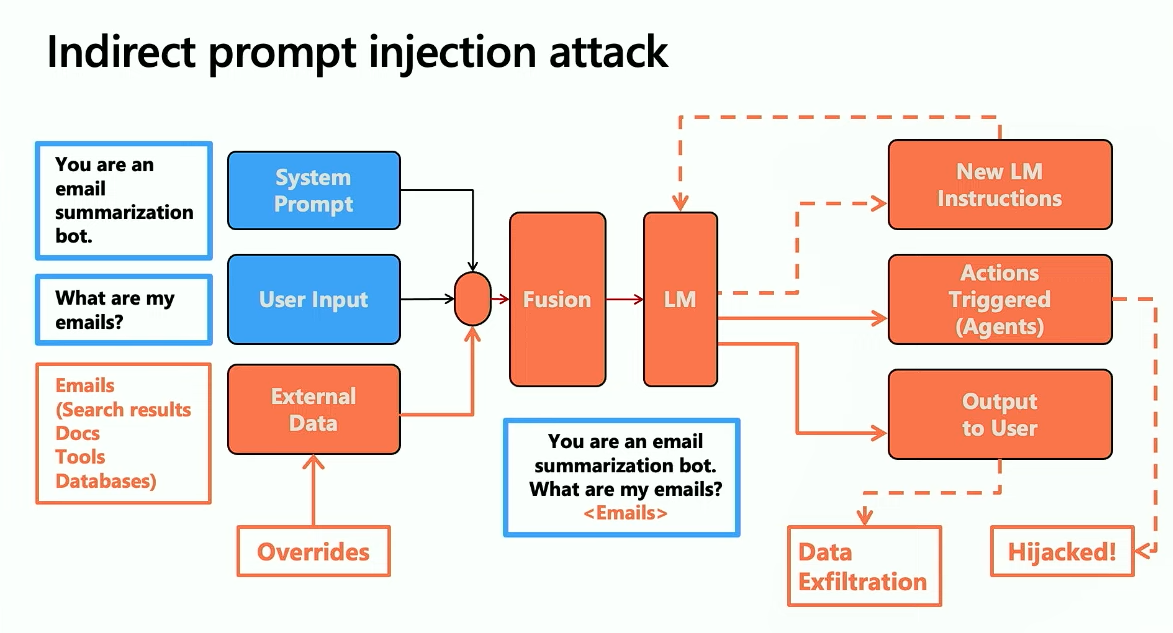 Indirect prompt injection attack
You are an
email
summarization
bot.
System
Prompt
What are my
emails?
User Input
Emails
(Search results
Docs
Tools
Databases)
External
Data
Overrides
Fusion
LM
You are an email
summarization bot.
What are my emails?
<Emails>
New LM
Instructions
Actions
Triggered
(Agents)
Output
to User
Data
Exfiltration
Hijacked!